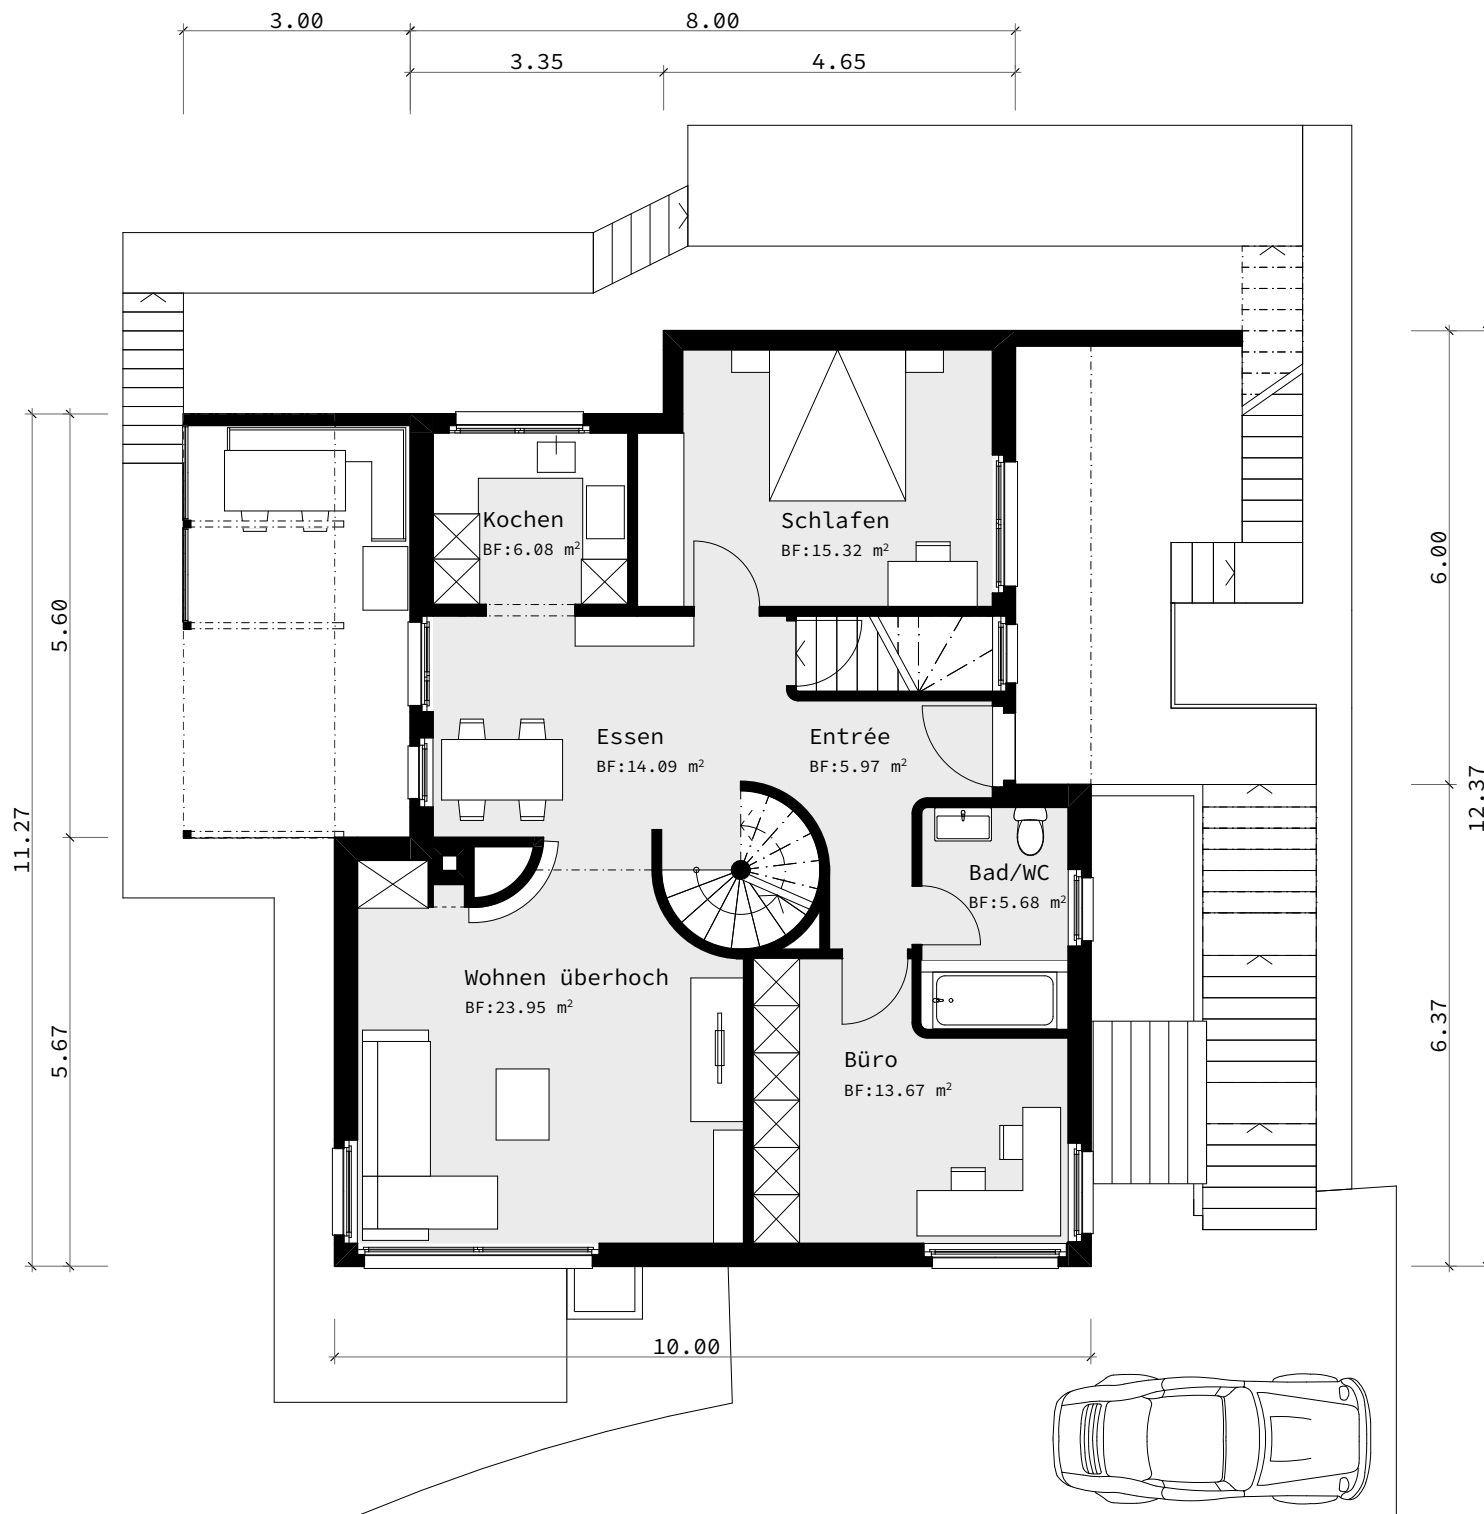 3.00
8.00
3.35
4.65
Kochen
BF:6.08 m²
Schlafen
BF:15.32 m²
6.00
5.60
Essen
BF:14.09 m²
Entrée
BF:5.97 m²
11.27
12.37
Bad/WC
BF:5.68 m²
Wohnen überhoch
BF:23.95 m²
5.67
6.37
Büro
BF:13.67 m²
10.00